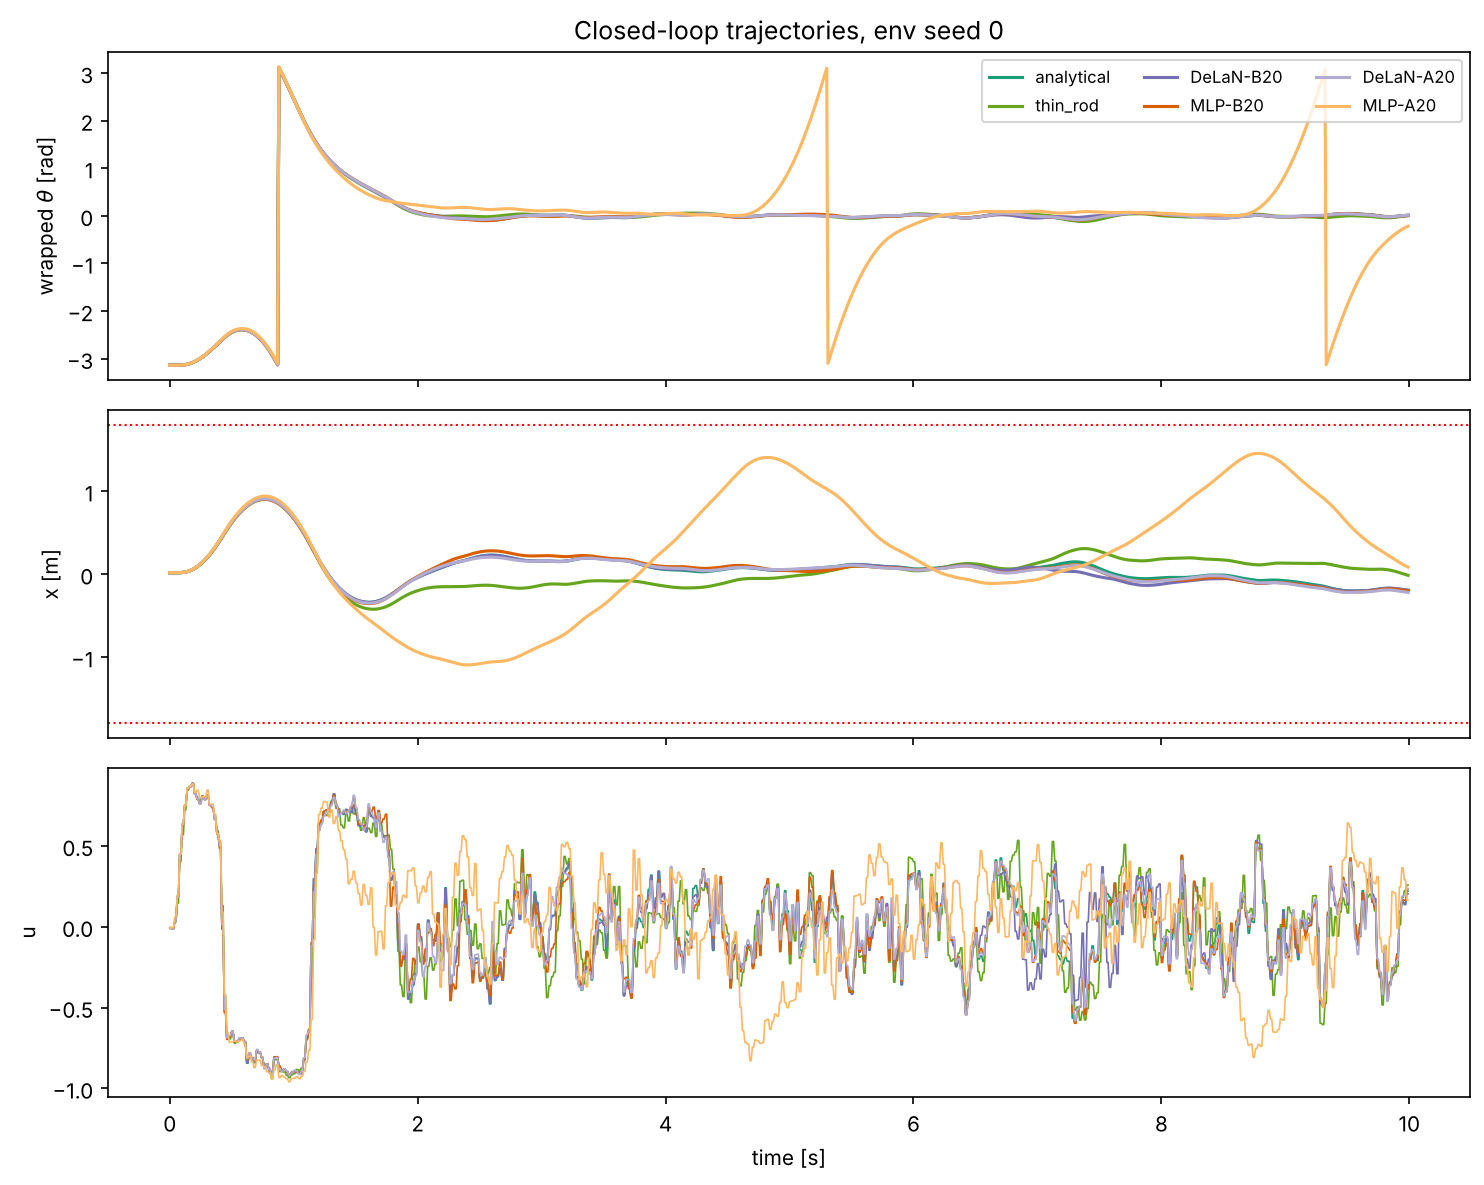 Closed-loop trajectories, env seed 0
analytical
thin_rod
DeLaN-B20
MLP-B20
DeLaN-A20
MLP-A20
wrapped θ [rad]
3
2
1
0
−1
−2
−3
x [m]
1
0
−1
u
0.5
0.0
−0.5
−1.0
0 2 4 6 8 10
time [s]